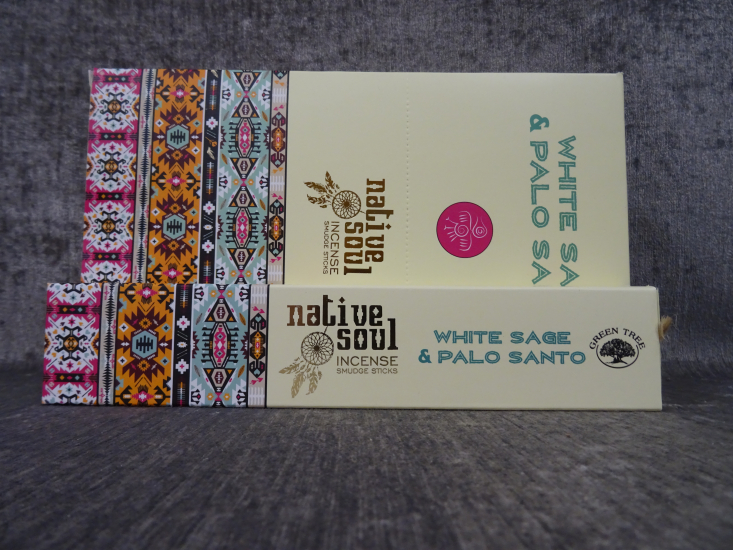 WHITE SA
& PALO SA
native
soul
INCENSE
SMUDGE STICKS
native
soul
INCENSE
SMUDGE STICKS
WHITE SAGE
& PALO SANTO
GREEN TREE